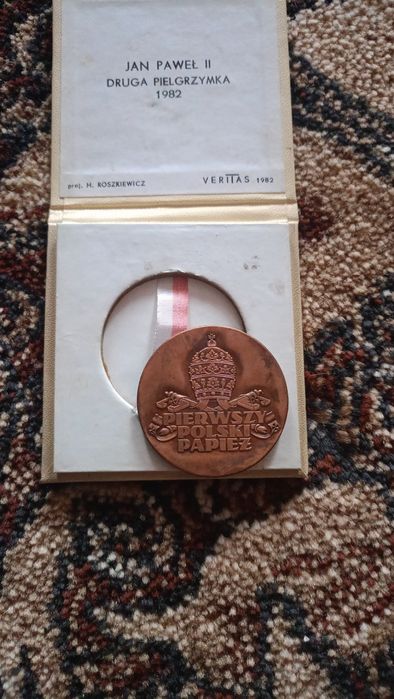 JAN PAWEŁ II
DRUGA PIELGRZYMKA
1982
proj. H. ROSZKIEWICZ
VERITAS 1982
PIERWSZY
POLSKI
PAPIEŻ